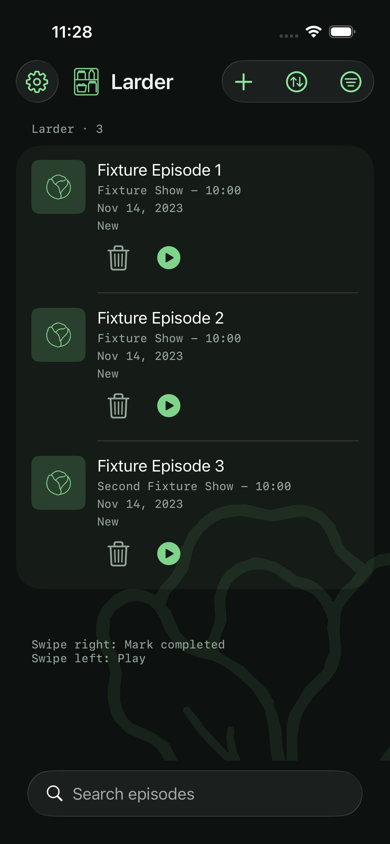 11:28
Larder
Larder · 3
Fixture Episode 1
Fixture Show – 10:00
Nov 14, 2023
New
Fixture Episode 2
Fixture Show – 10:00
Nov 14, 2023
New
Fixture Episode 3
Second Fixture Show – 10:00
Nov 14, 2023
New
Swipe right: Mark completed
Swipe left: Play
Search episodes